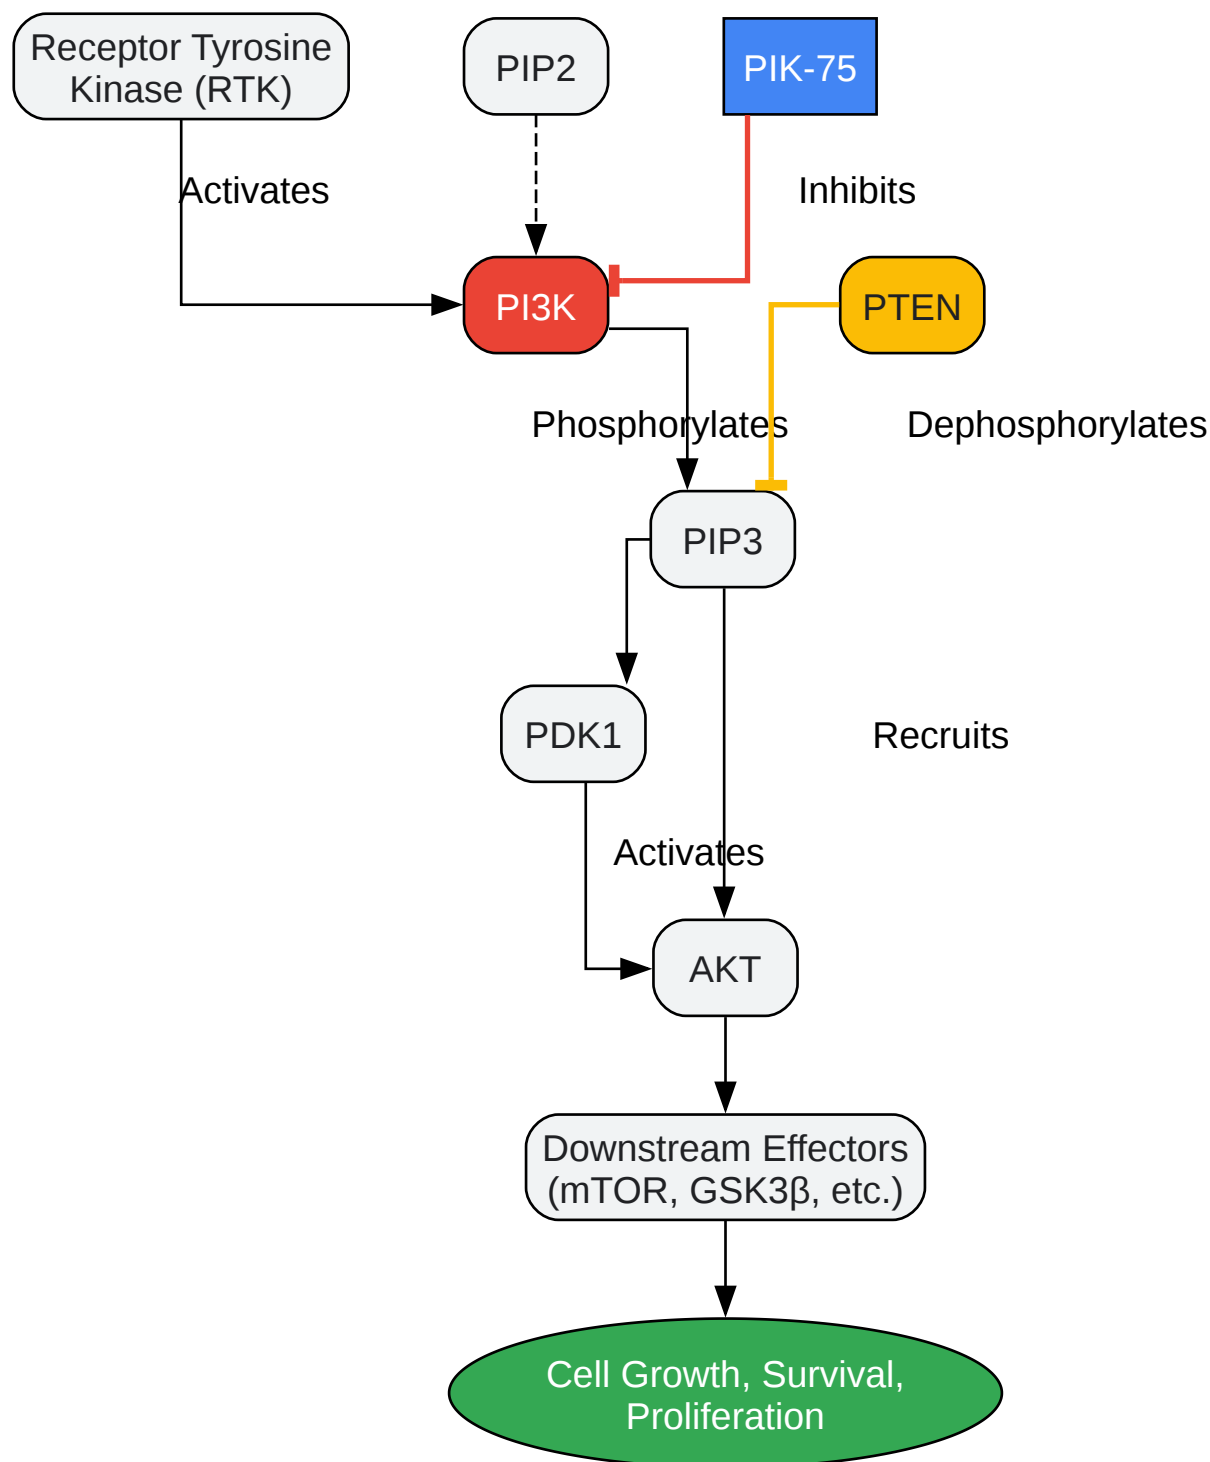 Receptor Tyrosine
Kinase (RTK)
PIP2
PIK-75
Activates
Inhibits
PI3K
PTEN
Phosphorylates
Dephosphorylates
PIP3
PDK1
Recruits
Activates
AKT
Downstream Effectors
(mTOR, GSK3β, etc.)
Cell Growth, Survival,
Proliferation